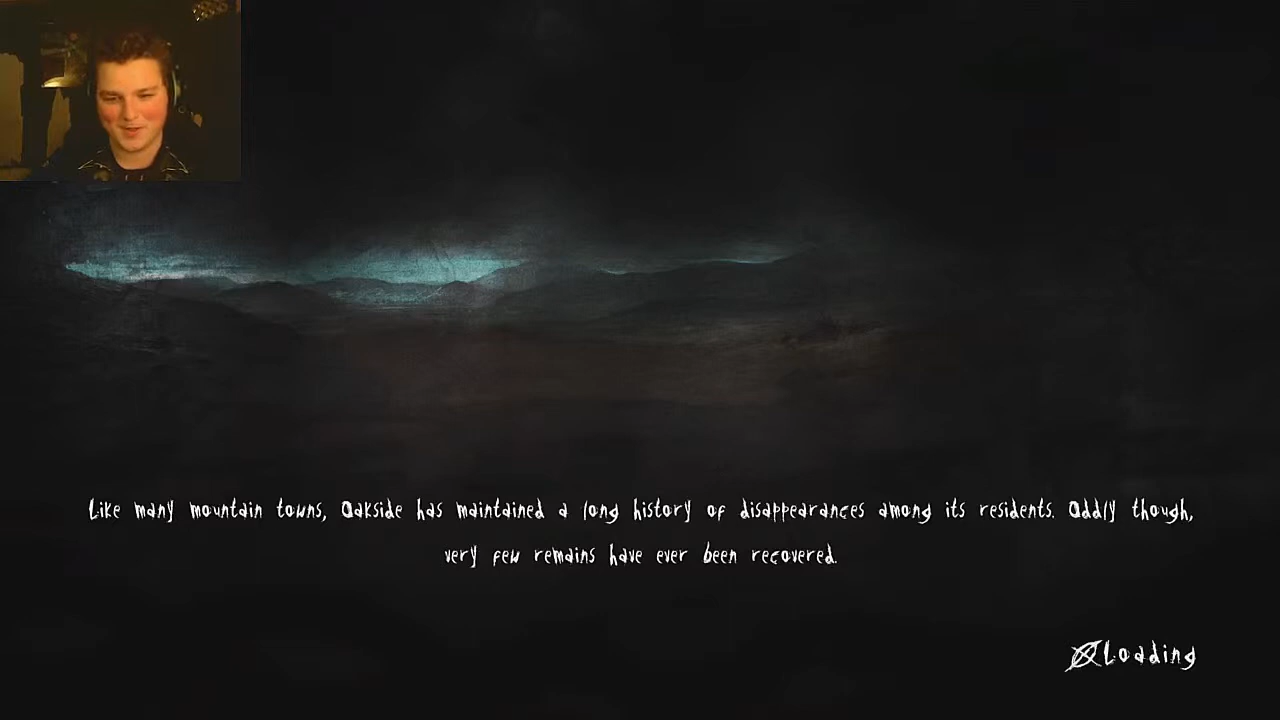 Like many mountain towns, Oakside has maintained a long history of disappearances among its residents. Oddly though,
very few remains have ever been recovered.
Loading